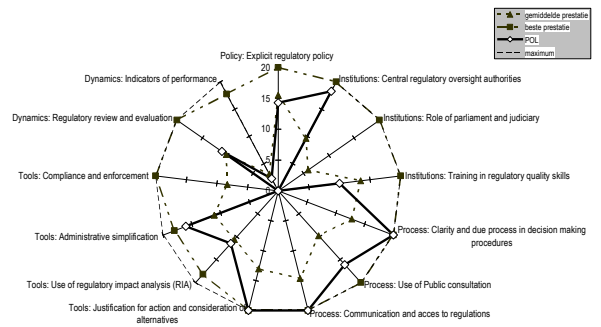 gemiddelde prestatie
beste prestatie
POL
maximum
Policy: Explicit regulatory policy
20
15
10
5
0
Institutions: Central regulatory oversight authorities
Institutions: Role of parliament and judiciary
Institutions: Training in regulatory quality skills
Process: Clarity and due process in decision making
procedures
Process: Use of Public consultation
Process: Communication and acces to regulations
Tools: Justification for action and consideration of
alternatives
Tools: Use of regulatory impact analysis (RIA)
Tools: Administrative simplification
Tools: Compliance and enforcement
Dynamics: Regulatory review and evaluation
Dynamics: Indicators of performance